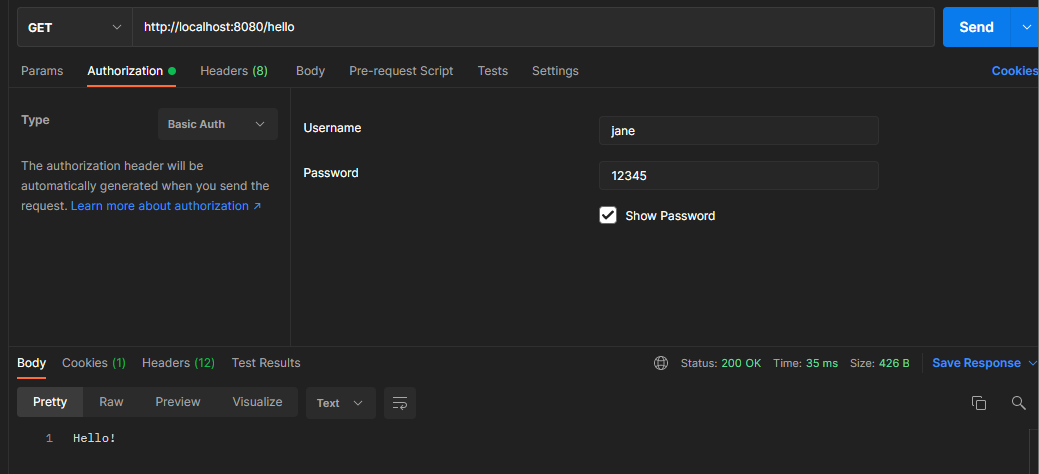 GET http://localhost:8080/hello Send
Params Authorization Headers (8) Body Pre-request Script Tests Settings Cookies
Type Basic Auth
The authorization header will be
automatically generated when you send the
request. Learn more about authorization ↗
Username jane
Password 12345
Show Password
Body Cookies (1) Headers (12) Test Results Status: 200 OK Time: 35 ms Size: 426 B Save Response
Pretty Raw Preview Visualize Text
1 Hello!